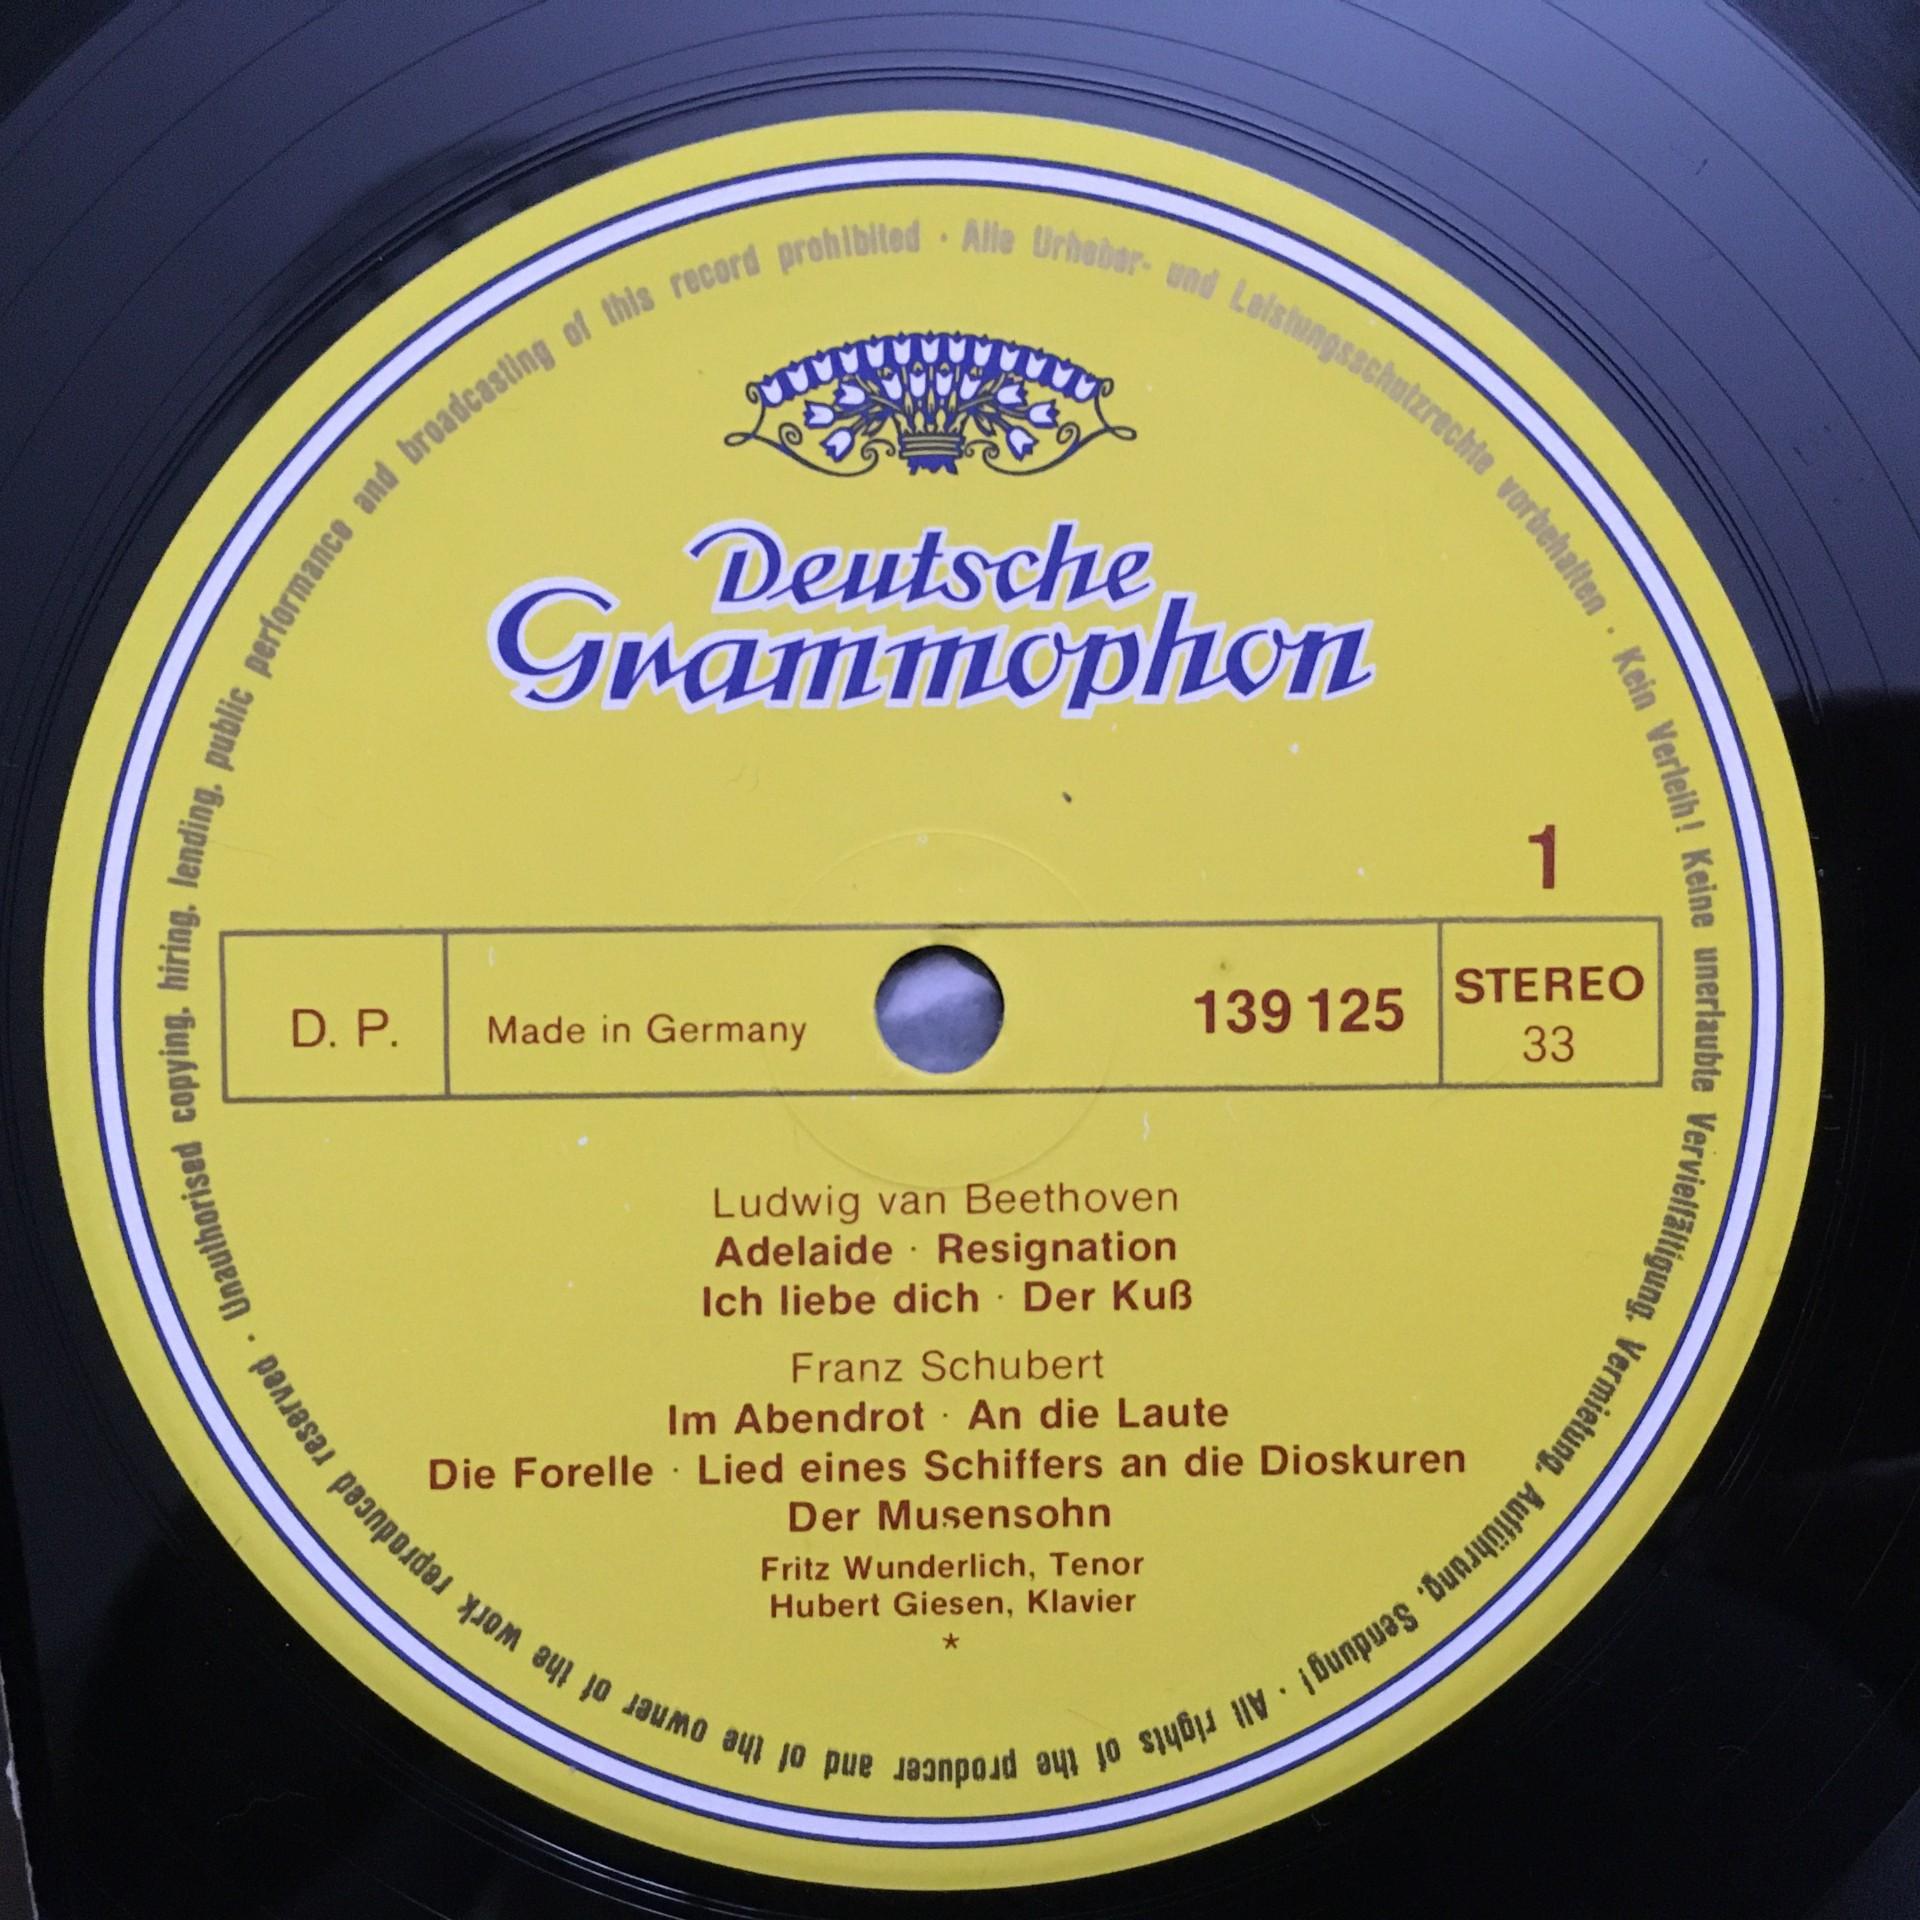 Deutsche
Grammophon
1
D. P.
Made in Germany
139 125
STEREO
33
Ludwig van Beethoven
Adelaide · Resignation
Ich liebe dich · Der Kuß
Franz Schubert
Im Abendrot · An die Laute
Die Forelle · Lied eines Schiffers an die Dioskuren
Der Musensohn
Fritz Wunderlich, Tenor
Hubert Giesen, Klavier
*
Alle Urheber- und Leistungsschutzrechte vorbehalten · Kein Verleih! Keine unerlaubte Vervielfältigung, Vermietung, Aufführung, Sendung! · All rights of the producer and of the owner of the work reproduced reserved · Unauthorised copying, hiring, lending, public performance and broadcasting of this record prohibited ·